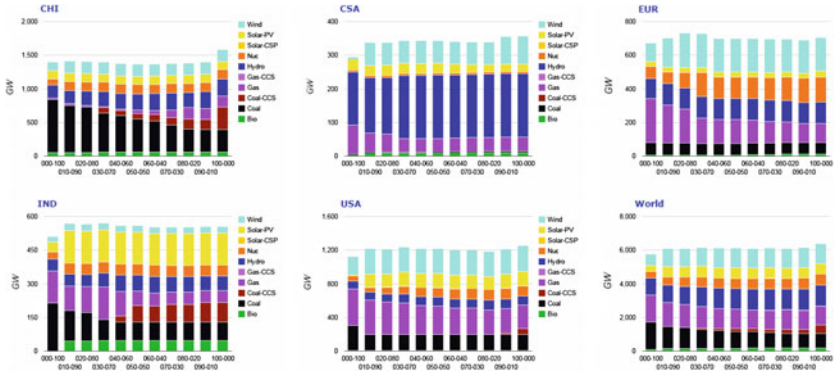 CHI
2.000
1.500
1.000
500
0
GW
000-100 020-080 040-060 060-040 080-020 100-000
010-090 030-070 050-050 070-030 090-010
Wind
Solar-PV
Solar-CSP
Nuc
Hydro
Gas-CCS
Gas
Coal-CCS
Coal
Bio
CSA
400
300
200
100
0
GW
000-100 020-080 040-060 060-040 080-020 100-000
010-090 030-070 050-050 070-030 090-010
Wind
Solar-PV
Solar-CSP
Nuc
Hydro
Gas-CCS
Gas
Coal-CCS
Coal
Bio
EUR
800
600
400
200
0
GW
000-100 020-080 040-060 060-040 080-020 100-000
010-090 030-070 050-050 070-030 090-010
Wind
Solar-PV
Solar-CSP
Nuc
Hydro
Gas-CCS
Gas
Coal-CCS
Coal
Bio
IND
600
450
300
150
0
GW
000-100 020-080 040-060 060-040 080-020 100-000
010-090 030-070 050-050 070-030 090-010
Wind
Solar-PV
Solar-CSP
Nuc
Hydro
Gas-CCS
Gas
Coal-CCS
Coal
Bio
USA
1.600
1.200
800
400
0
GW
000-100 020-080 040-060 060-040 080-020 100-000
010-090 030-070 050-050 070-030 090-010
Wind
Solar-PV
Solar-CSP
Nuc
Hydro
Gas-CCS
Gas
Coal-CCS
Coal
Bio
World
8.000
6.000
4.000
2.000
0
GW
000-100 020-080 040-060 060-040 080-020 100-000
010-090 030-070 050-050 070-030 090-010
Wind
Solar-PV
Solar-CSP
Nuc
Hydro
Gas-CCS
Gas
Coal-CCS
Coal
Bio